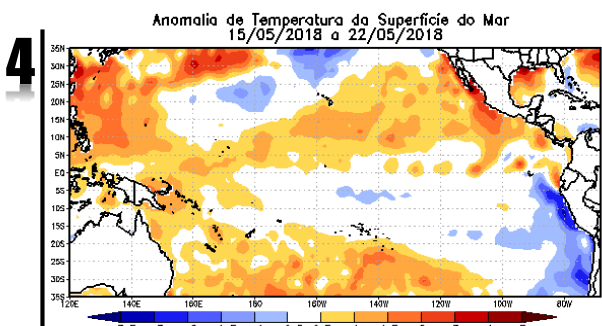 Anomalia de Temperatura da Superfície do Mar
15/05/2018 a 22/05/2018
4
35N
30N
25N
20N
15N
10N
5N
EQ
5S
10S
15S
20S
25S
30S
35S
120E 140E 160E 180 160W 140W 120W 100W 80W